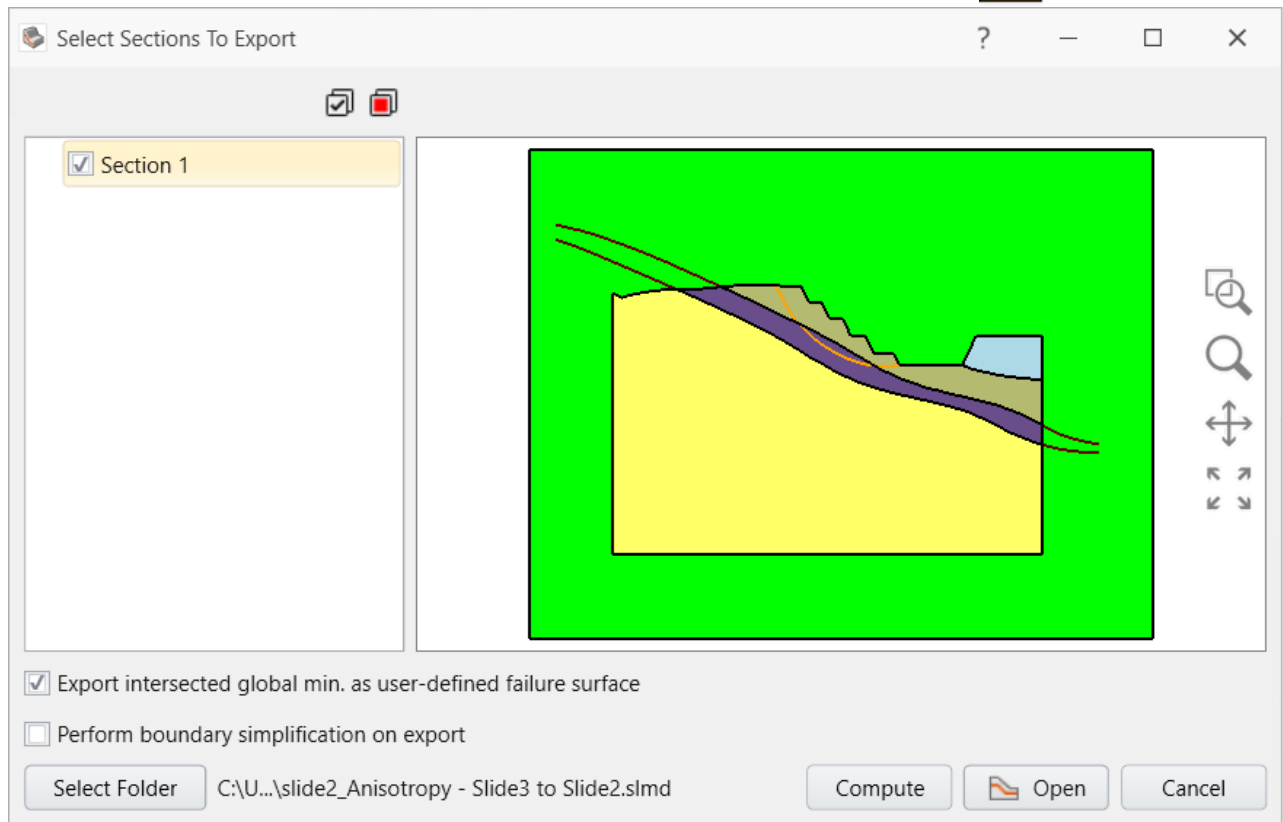 Select Sections To Export
Section 1
Export intersected global min. as user-defined failure surface
Perform boundary simplification on export
Select Folder C:\U...\slide2_Anisotropy - Slide3 to Slide2.slmd Compute Open Cancel